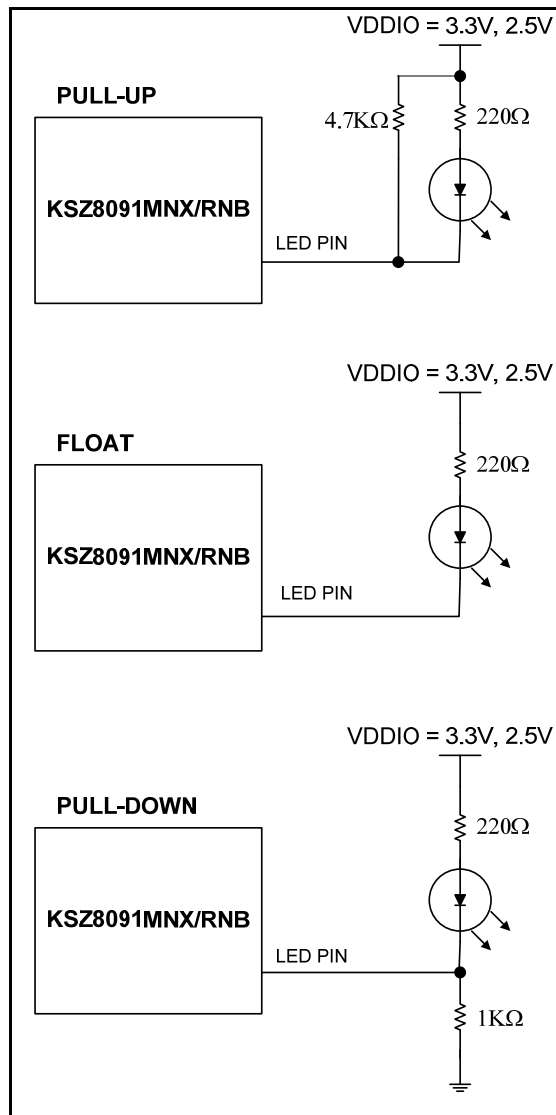 VDDIO = 3.3V, 2.5V
PULL-UP
4.7KΩ
220Ω
KSZ8091MNX/RNB
LED PIN
VDDIO = 3.3V, 2.5V
FLOAT
220Ω
KSZ8091MNX/RNB
LED PIN
VDDIO = 3.3V, 2.5V
PULL-DOWN
220Ω
KSZ8091MNX/RNB
LED PIN
1KΩ